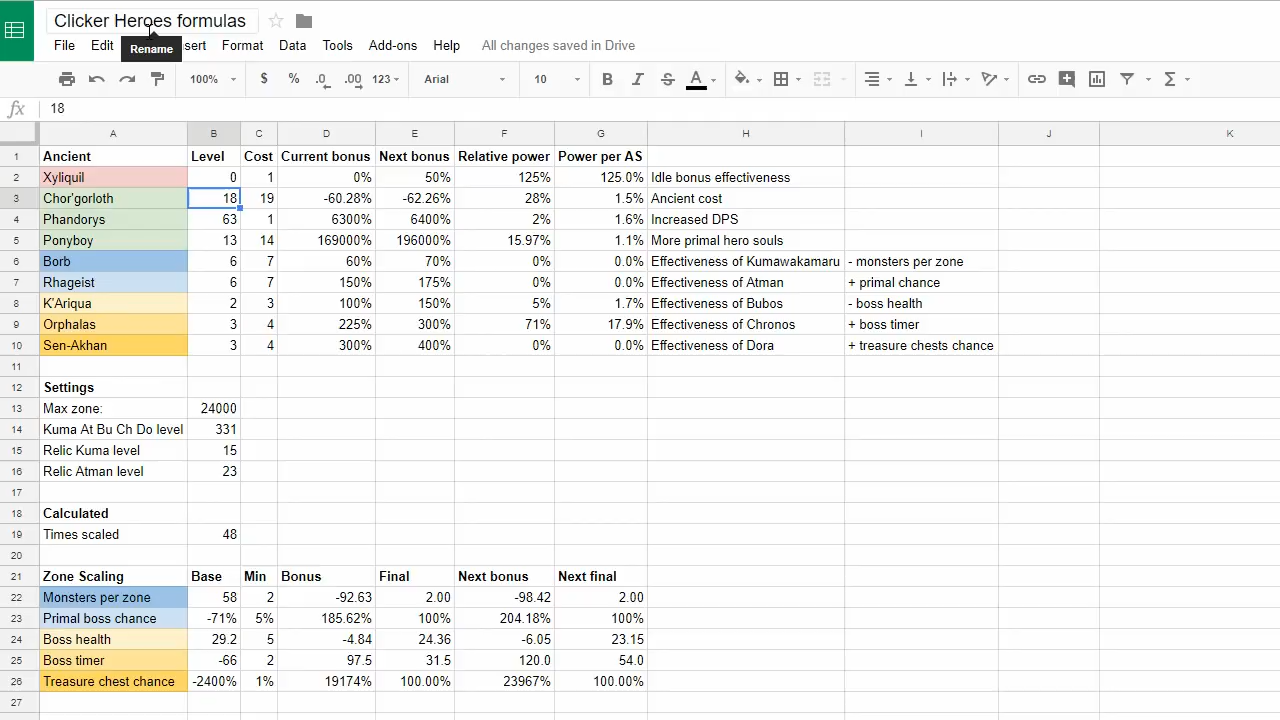 Clicker Heroes formulas
File Edit sert Format Data Tools Add-ons Help All changes saved in Drive
Rename
100% $ % .0 .00 123 Arial 10 B I S A Σ
fx 18
A B C D E F G H I J K
1 Ancient Level Cost Current bonus Next bonus Relative power Power per AS
2 Xyliquil 0 1 0% 50% 125% 125.0% Idle bonus effectiveness
3 Chor'gorloth 18 19 -60.28% -62.26% 28% 1.5% Ancient cost
4 Phandorys 63 1 6300% 6400% 2% 1.6% Increased DPS
5 Ponyboy 13 14 169000% 196000% 15.97% 1.1% More primal hero souls
6 Borb 6 7 60% 70% 0% 0.0% Effectiveness of Kumawakamaru - monsters per zone
7 Rhageist 6 7 150% 175% 0% 0.0% Effectiveness of Atman + primal chance
8 K'Ariqua 2 3 100% 150% 5% 1.7% Effectiveness of Bubos - boss health
9 Orphalas 3 4 225% 300% 71% 17.9% Effectiveness of Chronos + boss timer
10 Sen-Akhan 3 4 300% 400% 0% 0.0% Effectiveness of Dora + treasure chests chance
11
12 Settings
13 Max zone: 24000
14 Kuma At Bu Ch Do level 331
15 Relic Kuma level 15
16 Relic Atman level 23
17
18 Calculated
19 Times scaled 48
20
21 Zone Scaling Base Min Bonus Final Next bonus Next final
22 Monsters per zone 58 2 -92.63 2.00 -98.42 2.00
23 Primal boss chance -71% 5% 185.62% 100% 204.18% 100%
24 Boss health 29.2 5 -4.84 24.36 -6.05 23.15
25 Boss timer -66 2 97.5 31.5 120.0 54.0
26 Treasure chest chance -2400% 1% 19174% 100.00% 23967% 100.00%
27